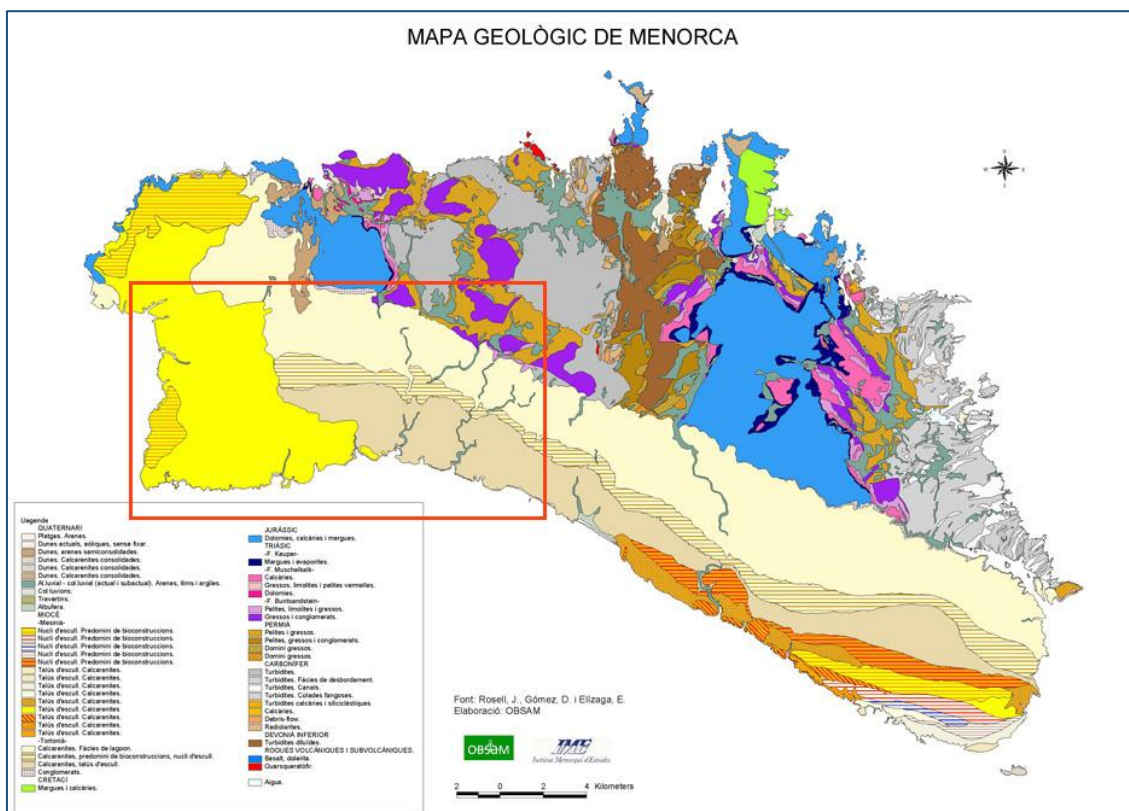 MAPA GEOLÒGIC DE MENORCA
N
W
E
S
Llegenda
QUATERNARI
Platges. Arenes.
Dunes actuals, eòliques, sense fixar.
Dunes, arenes semiconsolidades.
Dunes. Calcarenites consolidades.
Dunes. Calcarenites consolidades.
Dunes. Calcarenites consolidades.
Al.luvial - col.luvial (actual i subactual). Arenes, llims i argiles.
Col·luvions.
Travertins.
Albufera.
MIOCÈ
-Messinià-
Nucli d'escull. Predomini de bioconstruccions.
Nucli d'escull. Predomini de bioconstruccions.
Nucli d'escull. Predomini de bioconstruccions.
Nucli d'escull. Predomini de bioconstruccions.
Nucli d'escull. Predomini de bioconstruccions.
Talús d'escull. Calcarenites.
Talús d'escull. Calcarenites.
Talús d'escull. Calcarenites.
Talús d'escull. Calcarenites.
Talús d'escull. Calcarenites.
Talús d'escull. Calcarenites
Talús d'escull. Calcarenites.
Talús d'escull. Calcarenites.
Talús d'escull. Calcarenites.
-Tortonià-
Calcarenites. Fàcies de lagoon.
Calcarenites, predomini de bioconstruccions, nucli d'escull.
Calcarenites, talús d'escull.
Conglomerats.
CRETACI
Margues i calcàries.
JURÀSSIC
Dolomies, calcàries i margues.
TRIÀSIC
-F. Keuper-
Margues i evaporites.
-F. Muschelkalk-
Calcàries.
Gressos, limolites i pelites vermelles.
Dolomies.
-F. Buntsandstain-
Pelites, limolites i gressos.
Gressos i conglomerats.
PERMIÀ
Pelites i gressos.
Pelites, gressos i conglomerats.
Domini gressos.
Domini gressos.
CARBONÍFER
Turbidites.
Turbidites. Fàcies de desbordament.
Turbidites. Canals.
Turbidites. Colades fangoses.
Turbidites calcàries i siliciclàstiques
Calcàries.
Debris-flow.
Radiolarites.
DEVONIÀ INFERIOR
Turbidites diluïdes.
ROQUES VOLCÀNIQUES I SUBVOLCÀNIQUES.
Basalt, dolerita.
Quarsqueratòfir.
Aigua.
Font: Rosell, J., Gómez, D. i Elízaga, E.
Elaboració: OBSAM
OBSAM
IME
Institut Menorquí d'Estudis
2 0 2 4 Kilometers